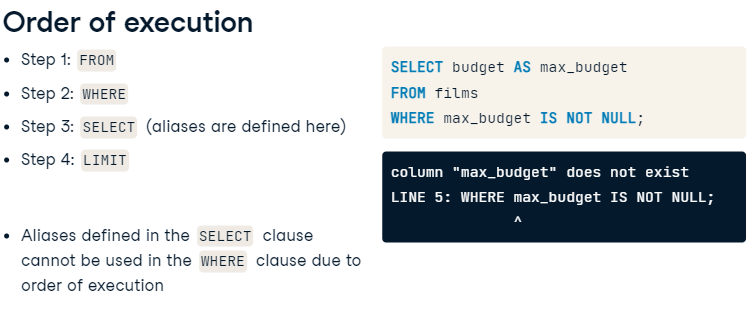 Order of execution
• Step 1: FROM
• Step 2: WHERE
• Step 3: SELECT (aliases are defined here)
• Step 4: LIMIT
• Aliases defined in the SELECT clause
cannot be used in the WHERE clause due to
order of execution
SELECT budget AS max_budget
FROM films
WHERE max_budget IS NOT NULL;
column "max_budget" does not exist
LINE 5: WHERE max_budget IS NOT NULL;
^